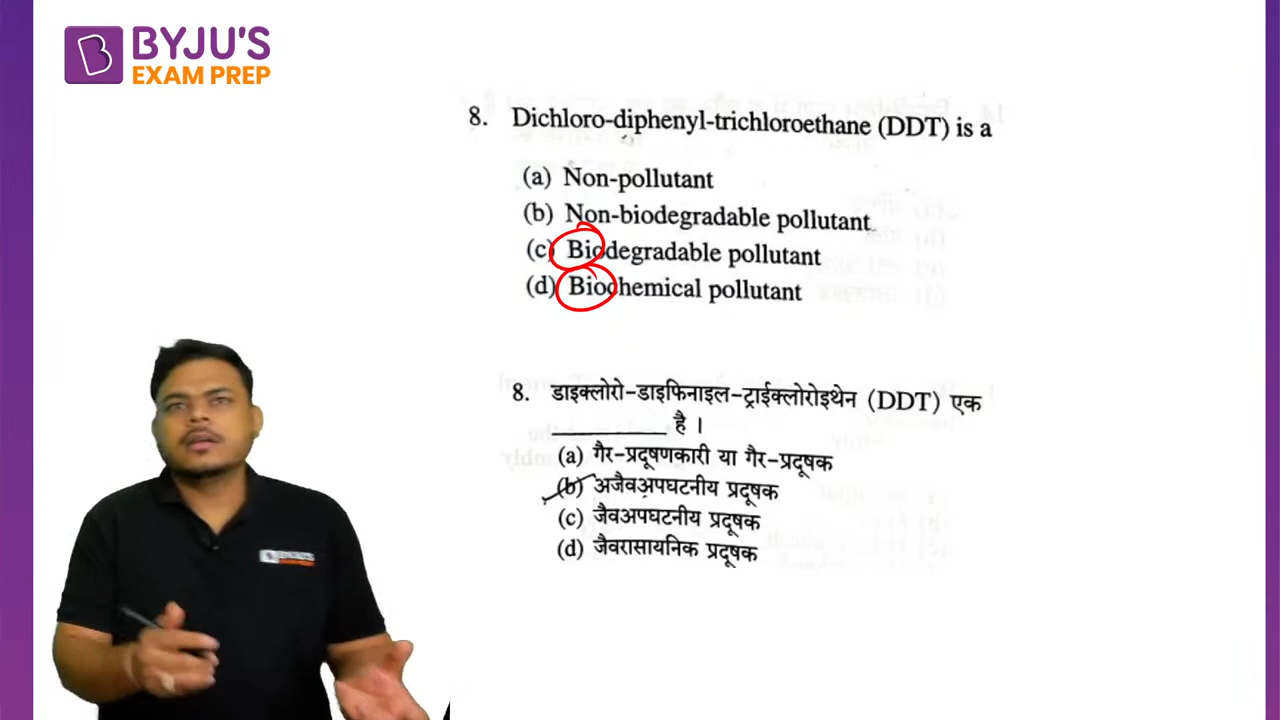 BYJU'S
EXAM PREP
8. Dichloro-diphenyl-trichloroethane (DDT) is a
(a) Non-pollutant
(b) Non-biodegradable pollutant
(c) Biodegradable pollutant
(d) Biochemical pollutant
8. डाइक्लोरो-डाइफिनाइल-ट्राईक्लोरोइथेन (DDT) एक
__________ है ।
(a) गैर-प्रदूषणकारी या गैर-प्रदूषक
(b) अजैवअपघटनीय प्रदूषक
(c) जैवअपघटनीय प्रदूषक
(d) जैवरासायनिक प्रदूषक